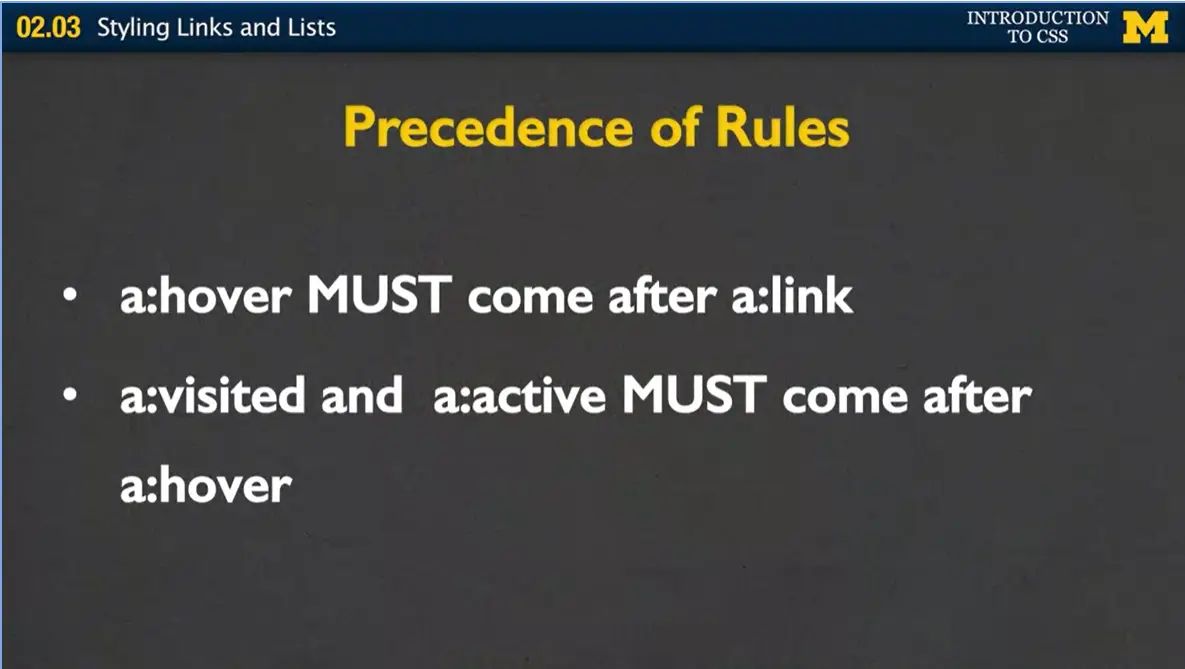 02.03 Styling Links and Lists
INTRODUCTION
TO CSS
M
Precedence of Rules
• a:hover MUST come after a:link
• a:visited and  a:active MUST come after
a:hover